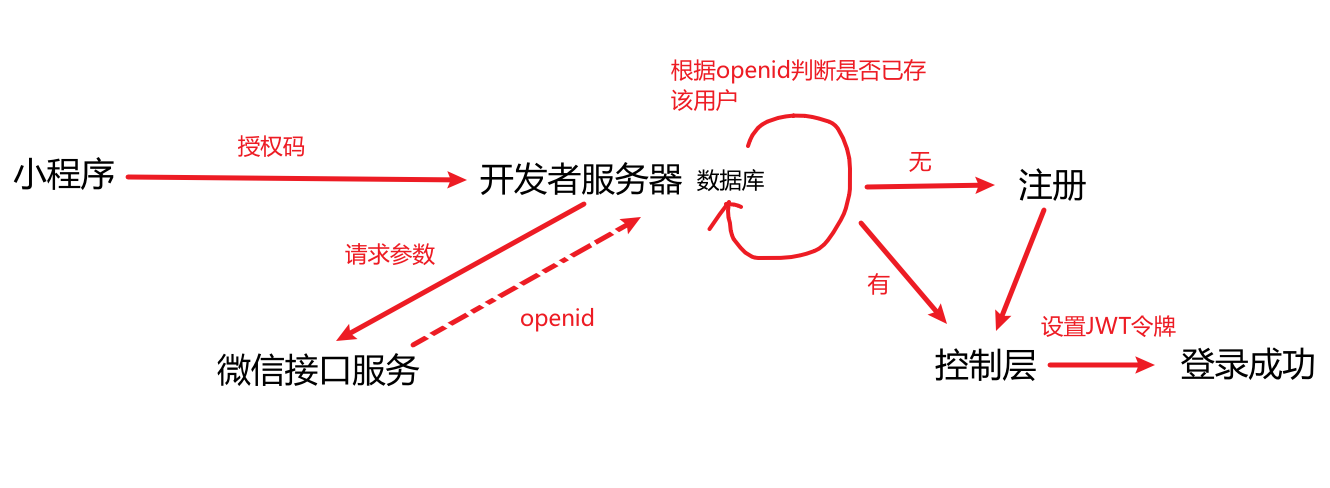 根据openid判断是否已存
该用户
授权码
小程序
开发者服务器
数据库
无
注册
请求参数
有
openid
设置JWT令牌
微信接口服务
控制层
登录成功